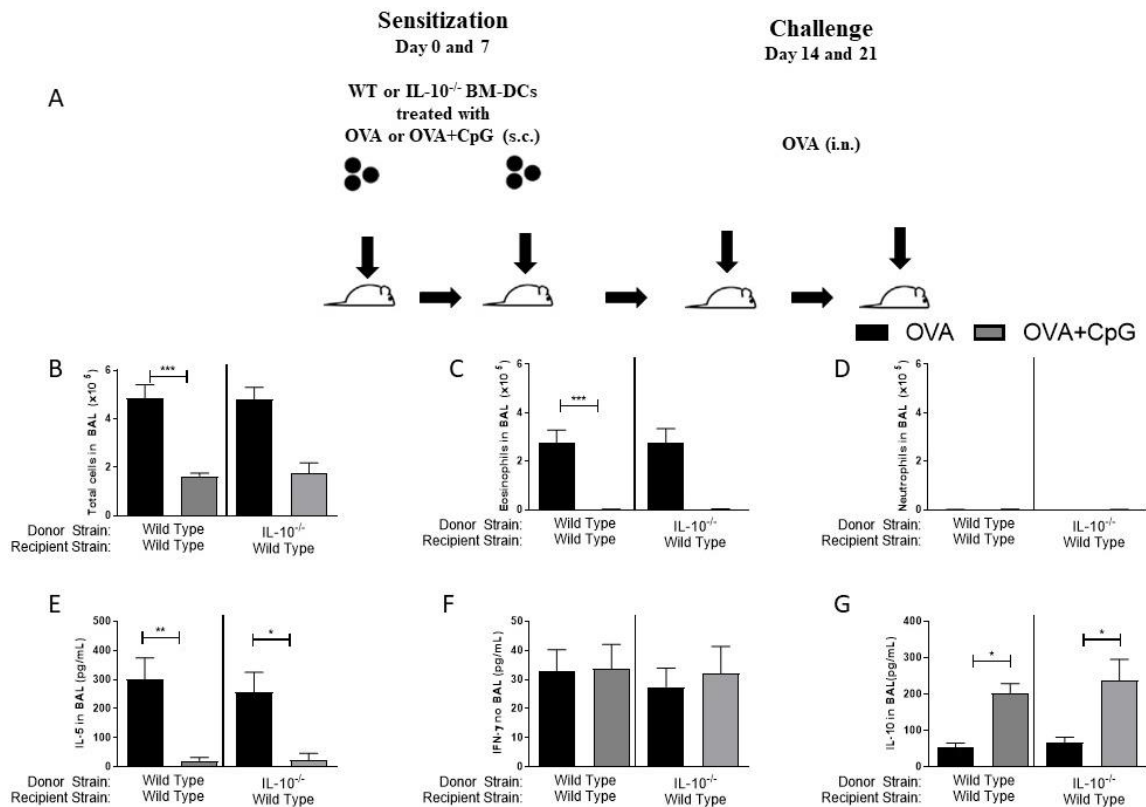 Sensitization
Day 0 and 7
Challenge
Day 14 and 21
A
WT or IL-10-/- BM-DCs
treated with
OVA or OVA+CpG (s.c.)
OVA (i.n.)
OVA OVA+CpG
B
Total cells in BAL (x10 5)
6
4
2
0
***
Donor Strain: Wild Type IL-10-/-
Recipient Strain: Wild Type Wild Type
C
Eosinophils in BAL (x10 5)
6
4
2
0
***
Donor Strain: Wild Type IL-10-/-
Recipient Strain: Wild Type Wild Type
D
Neutrophils in BAL (x10 5)
6
4
2
0
Donor Strain: Wild Type IL-10-/-
Recipient Strain: Wild Type Wild Type
E
IL-5 in BAL (pg/mL)
500
400
300
200
100
0
** *
Donor Strain: Wild Type IL-10-/-
Recipient Strain: Wild Type Wild Type
F
IFN-γ no BAL (pg/mL)
50
40
30
20
10
0
Donor Strain: Wild Type IL-10-/-
Recipient Strain: Wild Type Wild Type
G
IL-10 in BAL(pg/mL)
400
300
200
100
0
* *
Donor Strain: Wild Type IL-10-/-
Recipient Strain: Wild Type Wild Type